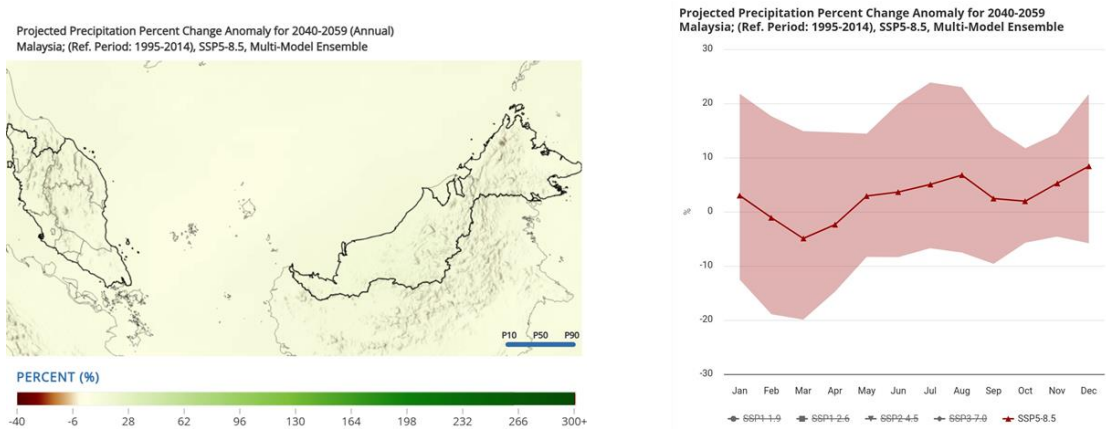 Projected Precipitation Percent Change Anomaly for 2040-2059 (Annual)
Malaysia; (Ref. Period: 1995-2014), SSP5-8.5, Multi-Model Ensemble
P10 P50 P90
PERCENT (%)
-40 -6 28 62 96 130 164 198 232 266 300+
Projected Precipitation Percent Change Anomaly for 2040-2059
Malaysia; (Ref. Period: 1995-2014), SSP5-8.5, Multi-Model Ensemble
30
20
10
%
0
-10
-20
-30
Jan Feb Mar Apr May Jun Jul Aug Sep Oct Nov Dec
SSP1-1.9 SSP1-2.6 SSP2-4.5 SSP3-7.0 SSP5-8.5